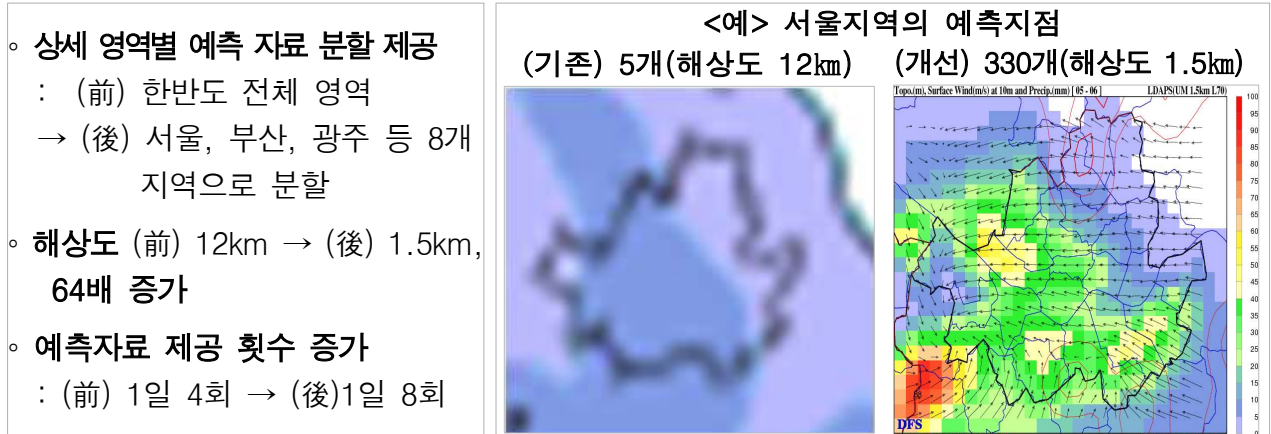 ◦ 상세 영역별 예측 자료 분할 제공
: (前) 한반도 전체 영역
→ (後) 서울, 부산, 광주 등 8개
지역으로 분할
◦ 해상도 (前) 12km → (後) 1.5km,
64배 증가
◦ 예측자료 제공 횟수 증가
: (前) 1일 4회 → (後)1일 8회
<예> 서울지역의 예측지점
(기존) 5개(해상도 12㎞)
(개선) 330개(해상도 1.5㎞)
Topo.(m), Surface Wind(m/s) at 10m and Precip.(mm) [ 05 - 06 ] LDAPS(UM 1.5km L70)
100
95
90
85
80
75
70
65
60
55
50
45
40
35
30
25
20
15
10
5
0
DFS